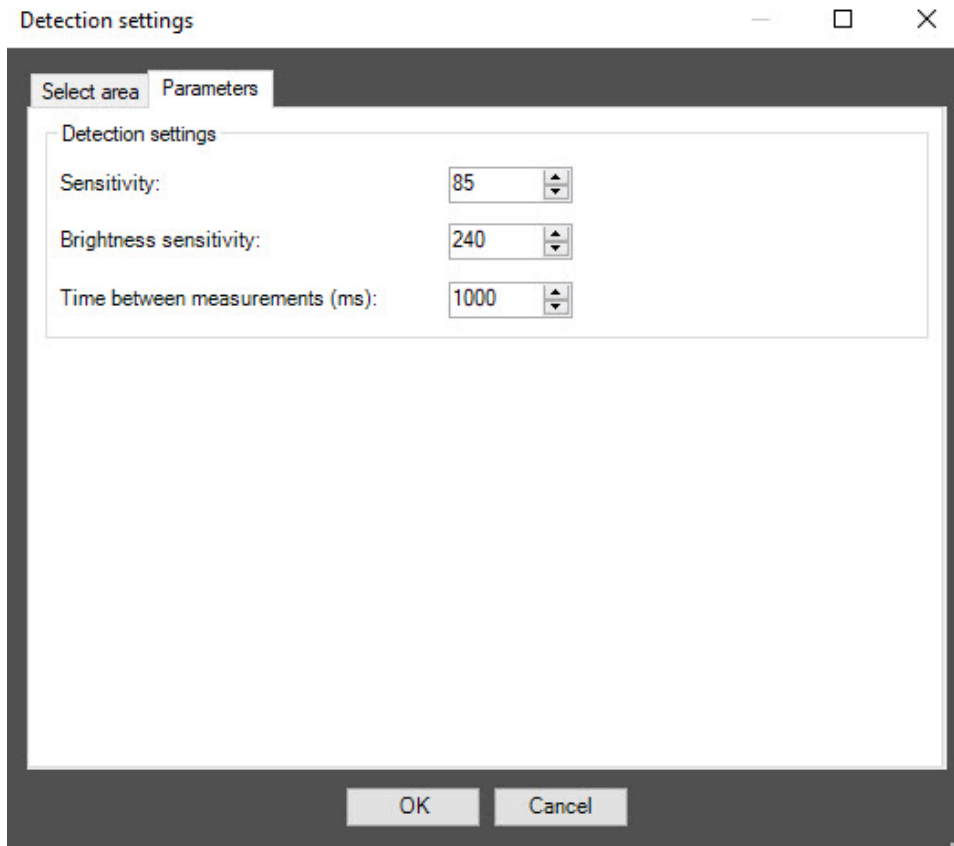 Detection settings
Select area Parameters
Detection settings
Sensitivity: 85
Brightness sensitivity: 240
Time between measurements (ms): 1000
OK Cancel